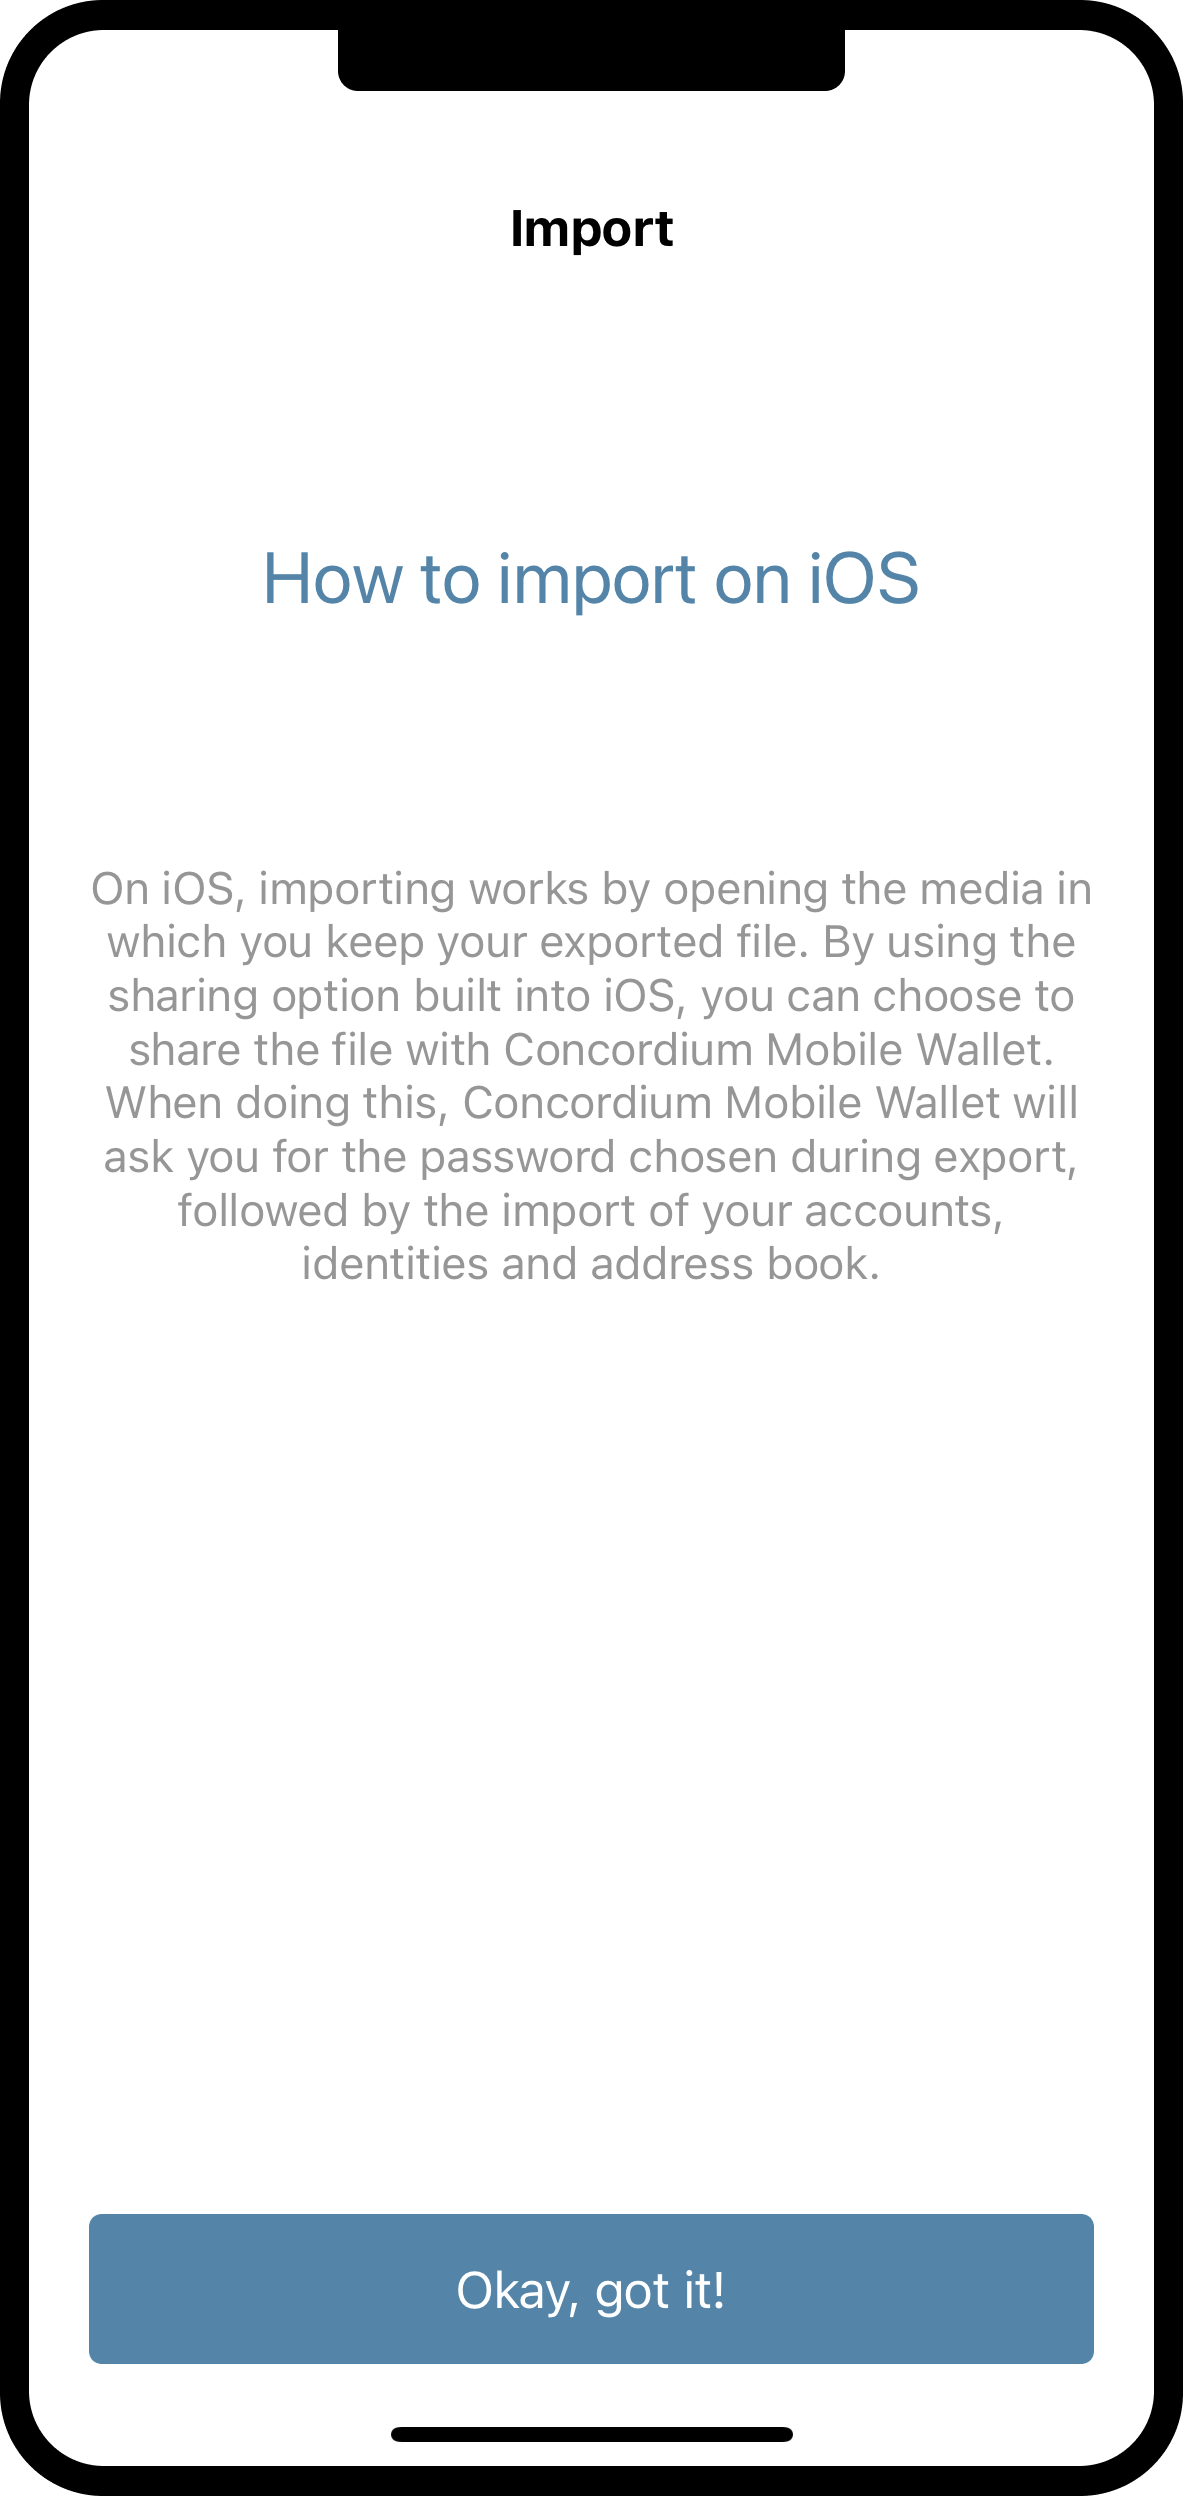 Import
How to import on iOS
On iOS, importing works by opening the media in
which you keep your exported file. By using the
sharing option built into iOS, you can choose to
share the file with Concordium Mobile Wallet.
When doing this, Concordium Mobile Wallet will
ask you for the password chosen during export,
followed by the import of your accounts,
identities and address book.
Okay, got it!